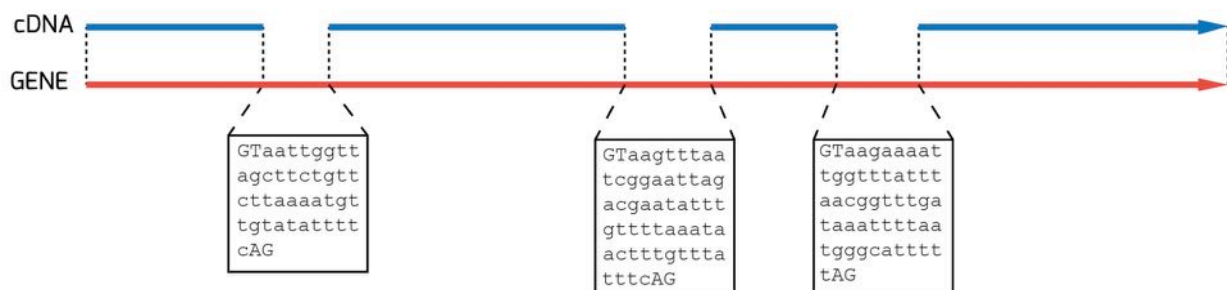 cDNA
GENE
GTaattggtt
agcttctgtt
cttaaaatgt
tgtatatttt
cAG
GTaagtttaa
tcggaattag
acgaatattt
gttttaaata
actttgttta
tttcAG
GTaagaaaat
tggtttattt
aacggtttga
taaattttaa
tgggcatttt
tAG